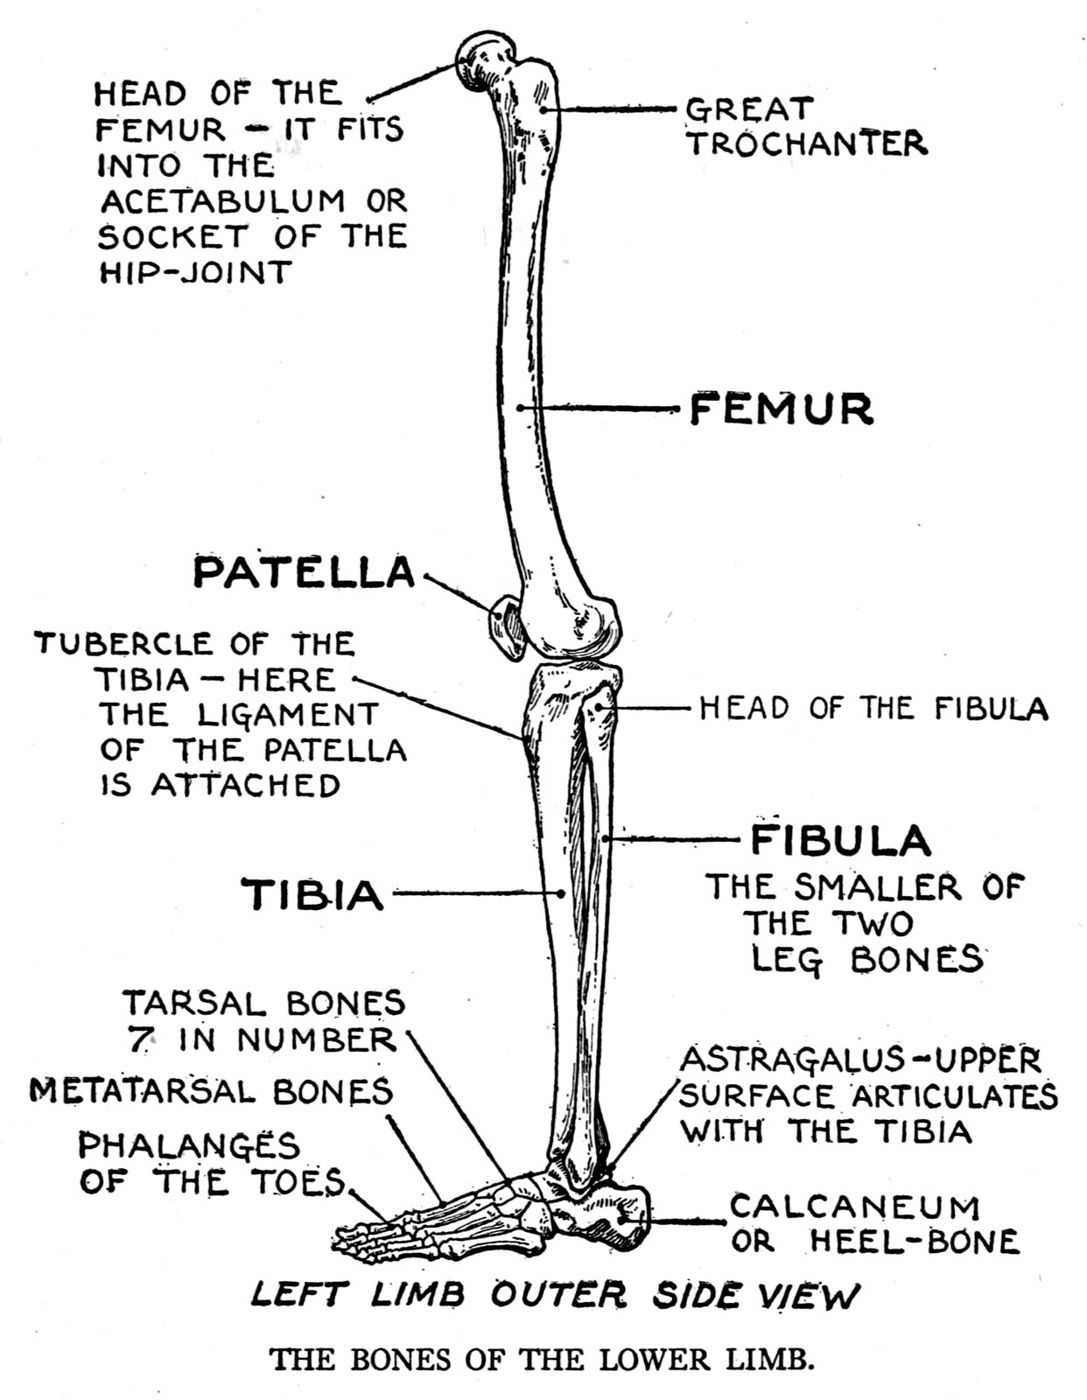 HEAD OF THE
FEMUR – IT FITS
INTO THE
ACETABULUM OR
SOCKET OF THE
HIP-JOINT
GREAT
TROCHANTER
FEMUR
PATELLA
TUBERCLE OF THE
TIBIA – HERE
THE LIGAMENT
OF THE PATELLA
IS ATTACHED
HEAD OF THE FIBULA
FIBULA
THE SMALLER OF
THE TWO
LEG BONES
TIBIA
TARSAL BONES
7 IN NUMBER
METATARSAL BONES
PHALANGES
OF THE TOES
ASTRAGALUS – UPPER
SURFACE ARTICULATES
WITH THE TIBIA
CALCANEUM
OR HEEL-BONE
LEFT LIMB OUTER SIDE VIEW
THE BONES OF THE LOWER LIMB.